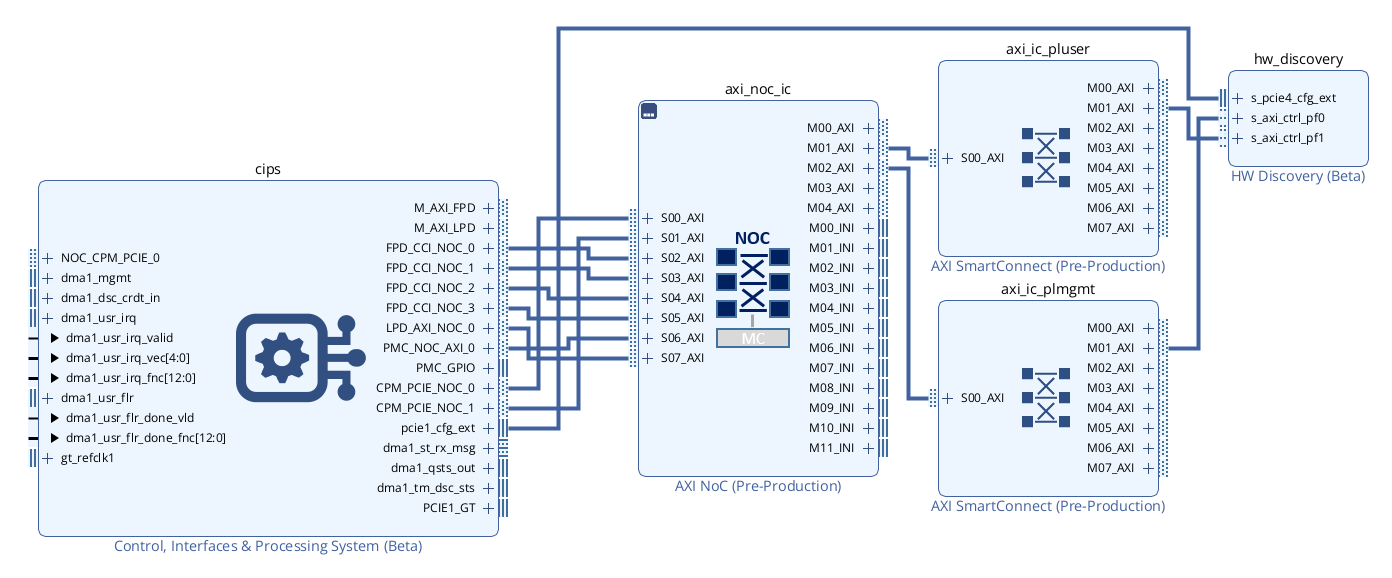 cips
NOC_CPM_PCIE_0
dma1_mgmt
dma1_dsc_crdt_in
dma1_usr_irq
dma1_usr_irq_valid
dma1_usr_irq_vec[4:0]
dma1_usr_irq_fnc[12:0]
dma1_usr_flr
dma1_usr_flr_done_vld
dma1_usr_flr_done_fnc[12:0]
gt_refclk1
M_AXI_FPD
M_AXI_LPD
FPD_CCI_NOC_0
FPD_CCI_NOC_1
FPD_CCI_NOC_2
FPD_CCI_NOC_3
LPD_AXI_NOC_0
PMC_NOC_AXI_0
PMC_GPIO
CPM_PCIE_NOC_0
CPM_PCIE_NOC_1
pcie1_cfg_ext
dma1_st_rx_msg
dma1_qsts_out
dma1_tm_dsc_sts
PCIE1_GT
Control, Interfaces & Processing System (Beta)
axi_noc_ic
S00_AXI
S01_AXI
S02_AXI
S03_AXI
S04_AXI
S05_AXI
S06_AXI
S07_AXI
NOC
MC
M00_AXI
M01_AXI
M02_AXI
M03_AXI
M04_AXI
M00_INI
M01_INI
M02_INI
M03_INI
M04_INI
M05_INI
M06_INI
M07_INI
M08_INI
M09_INI
M10_INI
M11_INI
AXI NoC (Pre-Production)
axi_ic_pluser
S00_AXI
M00_AXI
M01_AXI
M02_AXI
M03_AXI
M04_AXI
M05_AXI
M06_AXI
M07_AXI
AXI SmartConnect (Pre-Production)
axi_ic_plmgmt
S00_AXI
M00_AXI
M01_AXI
M02_AXI
M03_AXI
M04_AXI
M05_AXI
M06_AXI
M07_AXI
AXI SmartConnect (Pre-Production)
hw_discovery
s_pcie4_cfg_ext
s_axi_ctrl_pf0
s_axi_ctrl_pf1
HW Discovery (Beta)